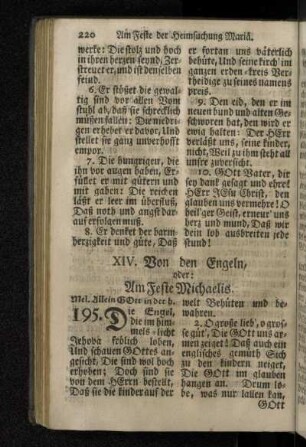 220 Am Feste der Heimsuchung Mariä.
werke: Die stolz und hoch
in ihren herzen seynd, Zer-
streuet er, und ist denselben
feind.
6. Er stösset die gewal-
tig sind vor allen Vom
stuhl ab, daß sie schrecklich
müssen fallen: Die niedri-
gen erheber er davor, Und
stellet sie ganz unverhofft
empor.
7. Die hungrigen, die
ihn vor augen haben, Er-
füllet er mit gütern und
mit gaben: Die reichen
läßt er leer im überfluß,
Daß noth und angst dar-
auf erfolgen muß.
8. Er denket der barm-
herzigkeit und güte, Daß
er fortan uns väterlich
behüte, Und seine kirch' im
ganzen erden-kreis Ver-
theidige zu seines namens
preis.
9. Den eid, den er im
neuen bund und alten Ge-
schworen hat, den wird er
ewig halten: Der HErr
verläßt uns, seine kinder,
nicht, Weil zu ihm steht all
unsre zuversicht.
10. GOtt Vater, dir
sey dank gesagt und ehre!
HErr JEsu Christ, den
glauben uns vermehre! O
heil'ger Geist, erneur' uns
herz und mund, Daß wir
dein lob ausbreiten jede
stund!
XIV. Von den Engeln,
oder:
Am Feste Michaelis.
Mel. Allein GOtt in der h.
195. Die Engel,
die im him-
mels-licht
Jehova frölich loben,
Und schauen GOttes an-
gesicht, Die sind wol hoch
erhoben; Doch sind sie
von dem HErrn bestellt,
Daß sie die kinder auf der
welt Behüten und be-
wahren.
2. O grosse lieb', o gros-
se güt', Die GOtt uns ar-
men zeiget! Daß auch ein
englisches gemüth Sich
zu den kindern neiget,
Die GOtt im glauben
hangen an. Drum lo-
be, was nur lallen kan,
GOtt